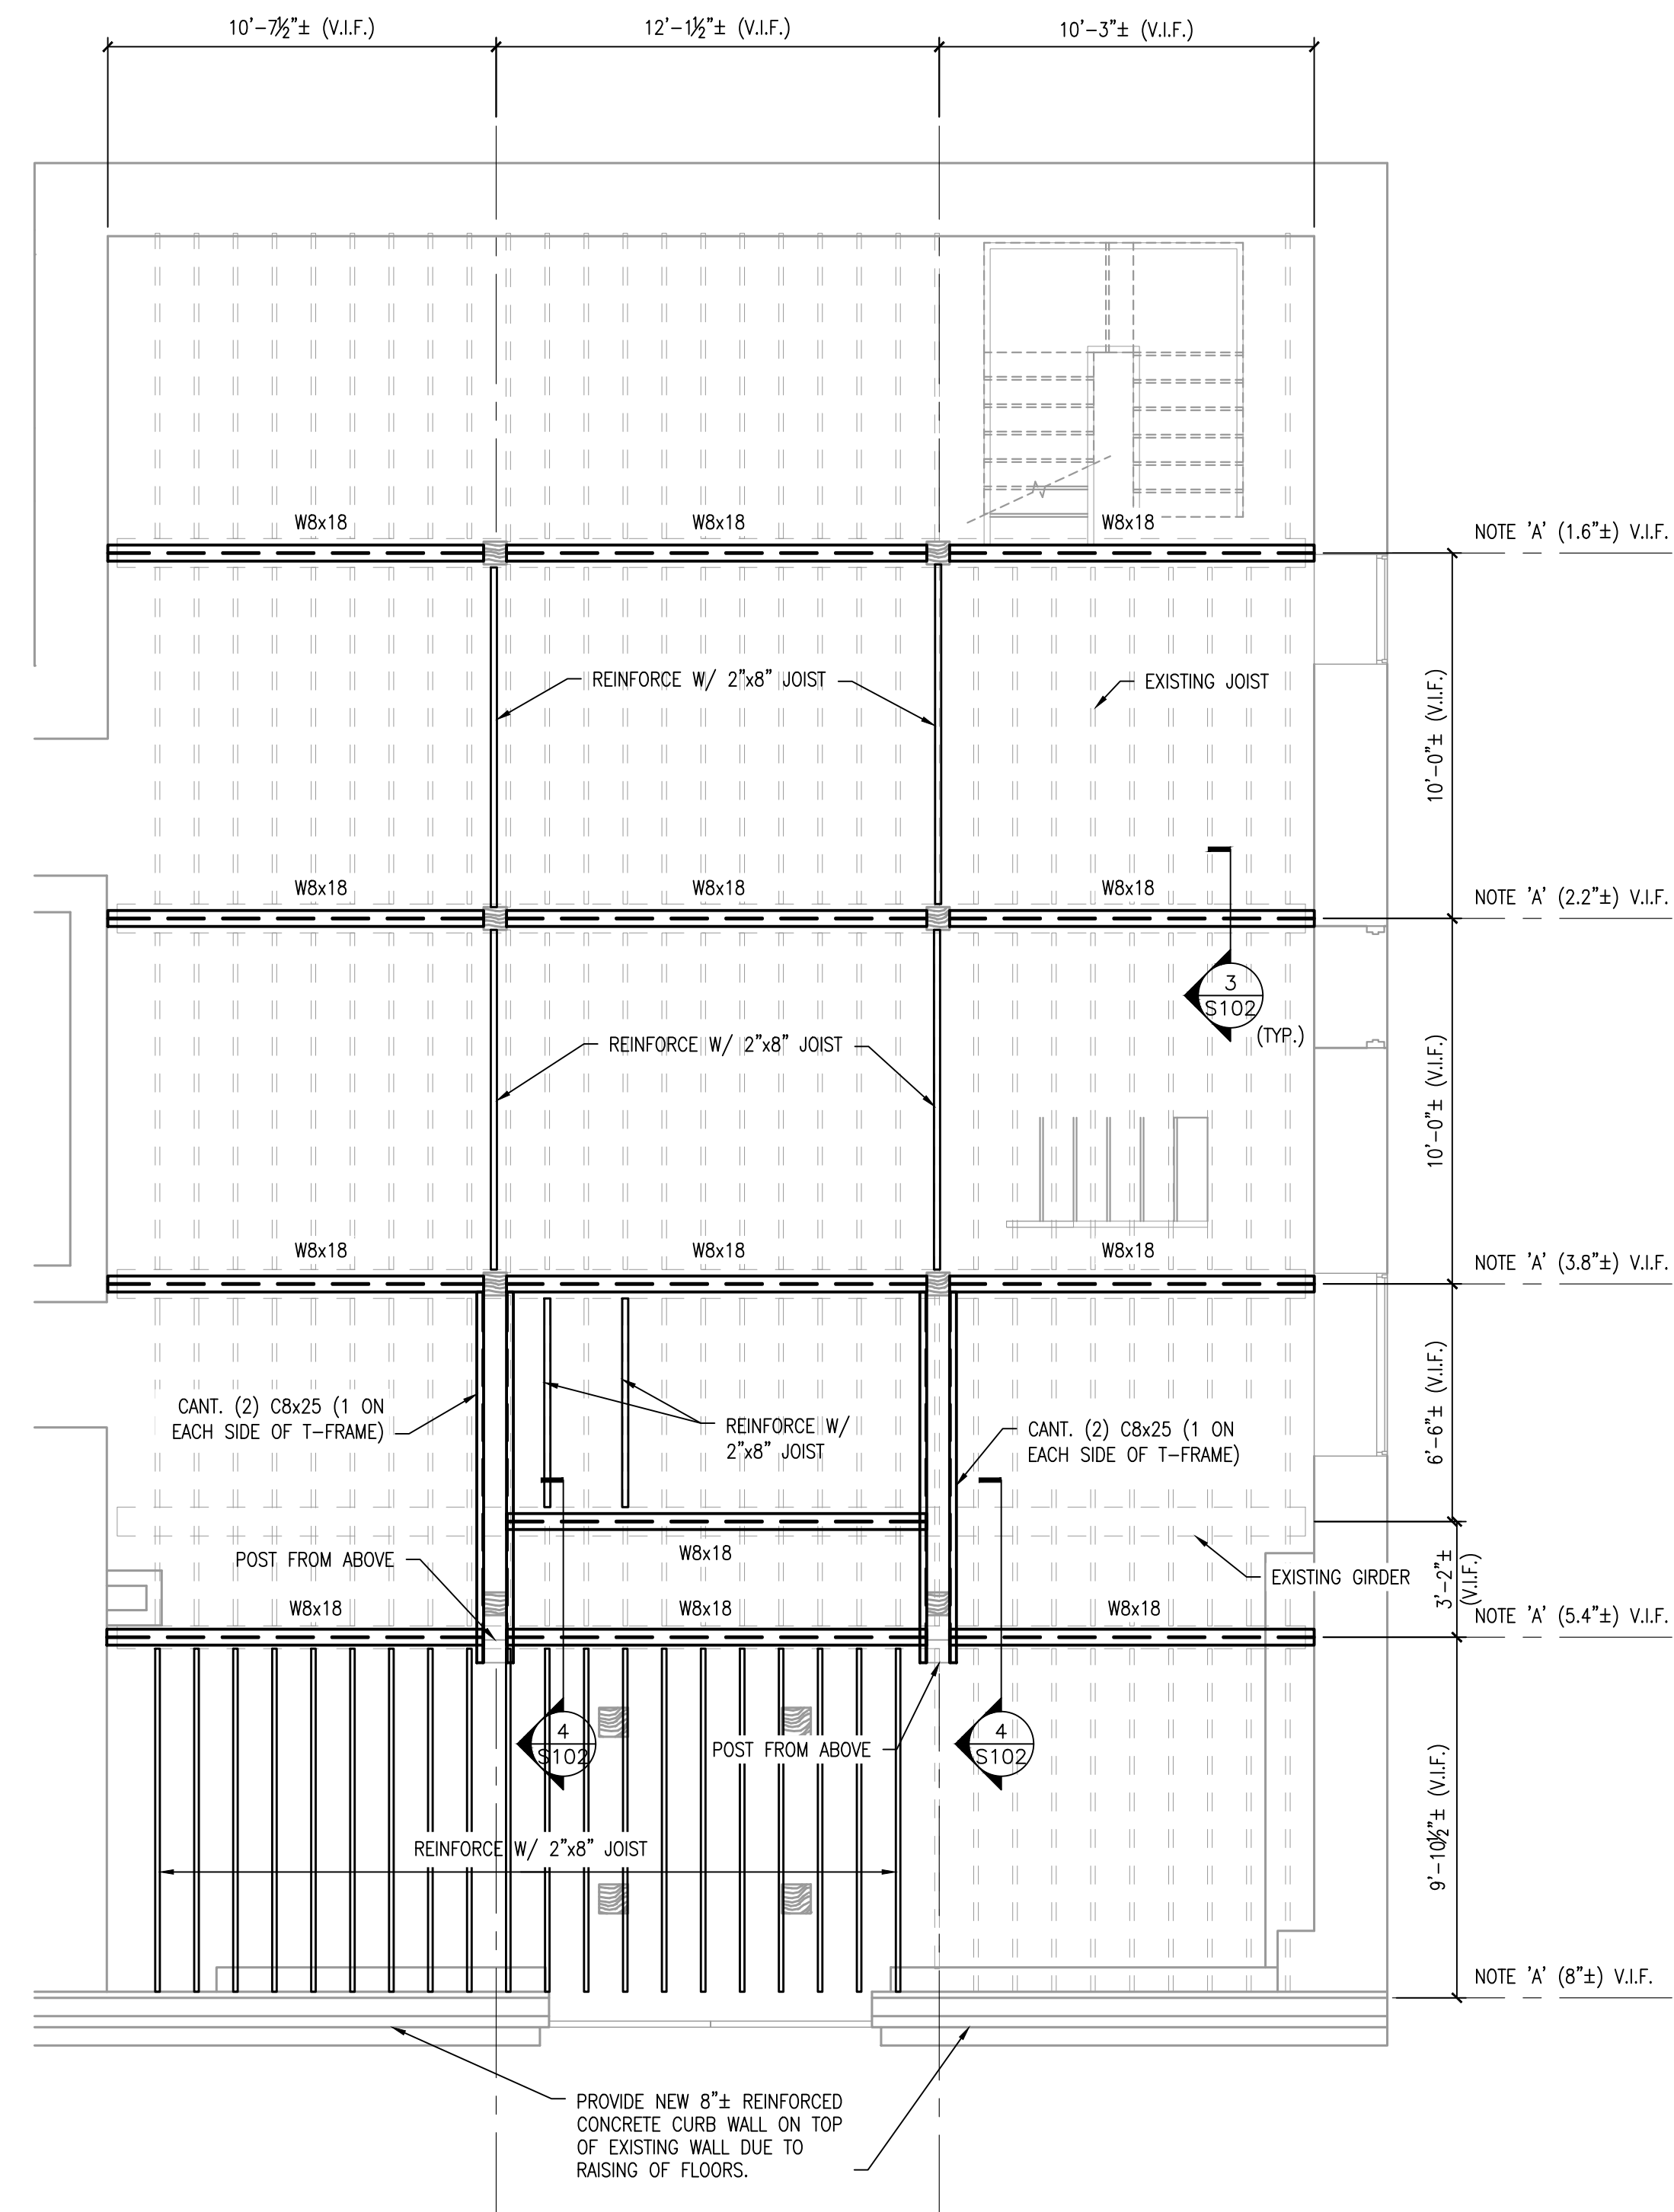 10'-7½"± (V.I.F.)
12'-1½"± (V.I.F.)
10'-3"± (V.I.F.)
W8x18
W8x18
W8x18
NOTE 'A' (1.6"±) V.I.F.
REINFORCE W/ 2"x8" JOIST
EXISTING JOIST
10'-0"± (V.I.F.)
W8x18
W8x18
W8x18
NOTE 'A' (2.2"±) V.I.F.
3
S102
(TYP.)
REINFORCE W/ 2"x8" JOIST
10'-0"± (V.I.F.)
W8x18
W8x18
W8x18
NOTE 'A' (3.8"±) V.I.F.
CANT. (2) C8x25 (1 ON
EACH SIDE OF T-FRAME)
REINFORCE W/
2"x8" JOIST
CANT. (2) C8x25 (1 ON
EACH SIDE OF T-FRAME)
6'-6"± (V.I.F.)
W8x18
POST FROM ABOVE
EXISTING GIRDER
3'-2"±
(V.I.F.)
W8x18
W8x18
W8x18
NOTE 'A' (5.4"±) V.I.F.
4
S102
POST FROM ABOVE
4
S102
REINFORCE W/ 2"x8" JOIST
9'-10½"± (V.I.F.)
NOTE 'A' (8"±) V.I.F.
PROVIDE NEW 8"± REINFORCED
CONCRETE CURB WALL ON TOP
OF EXISTING WALL DUE TO
RAISING OF FLOORS.